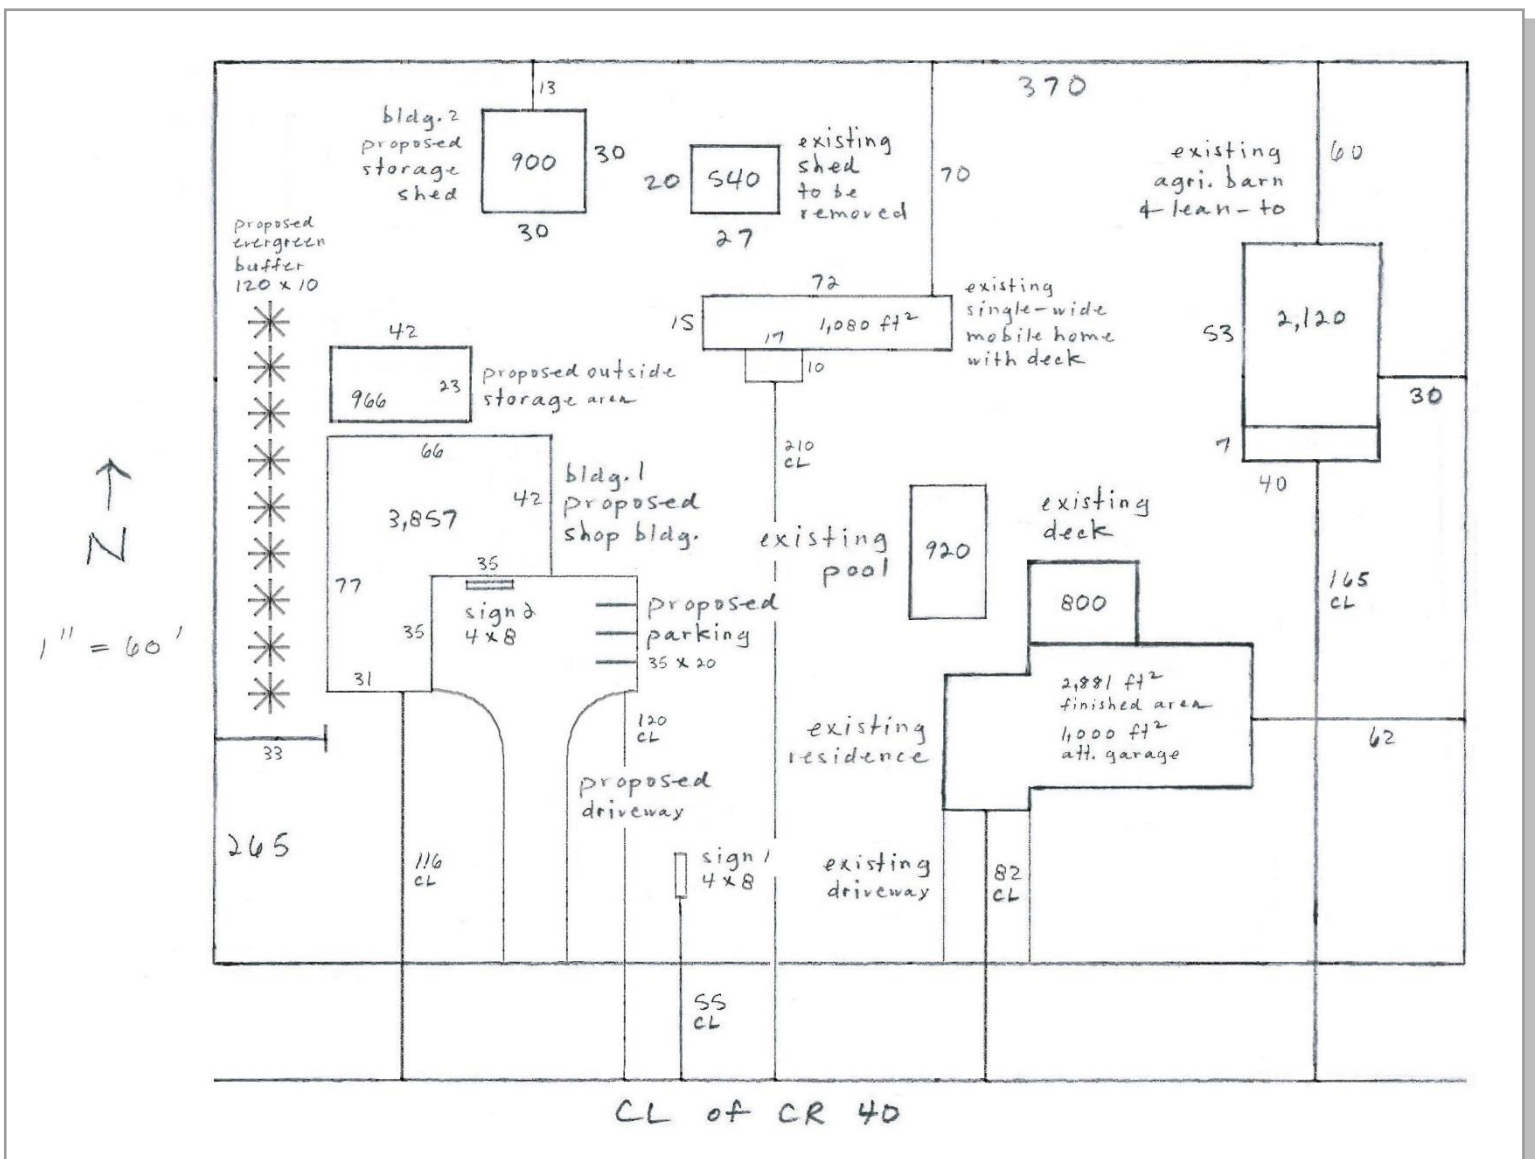 370
13
bldg. 2
proposed
storage
shed
900
30
30
20
540
27
existing
shed
to be
removed
70
existing
agri. barn
& lean-to
60
proposed
evergreen
buffer
120 x 10
72
15
1,080 ft²
17
10
existing
single-wide
mobile home
with deck
53
2,120
30
7
40
42
23
966
proposed outside
storage area
66
42
3,857
77
35
35
31
bldg. 1
proposed
shop bldg.
sign 2
4 x 8
proposed
parking
35 x 20
210
CL
existing
pool
920
existing
deck
800
165
CL
N
1" = 60'
33
265
120
CL
proposed
driveway
116
CL
sign 1
4 x 8
55
CL
existing
residence
2,881 ft²
finished area
1,000 ft²
att. garage
62
existing
driveway
82
CL
CL of CR 40